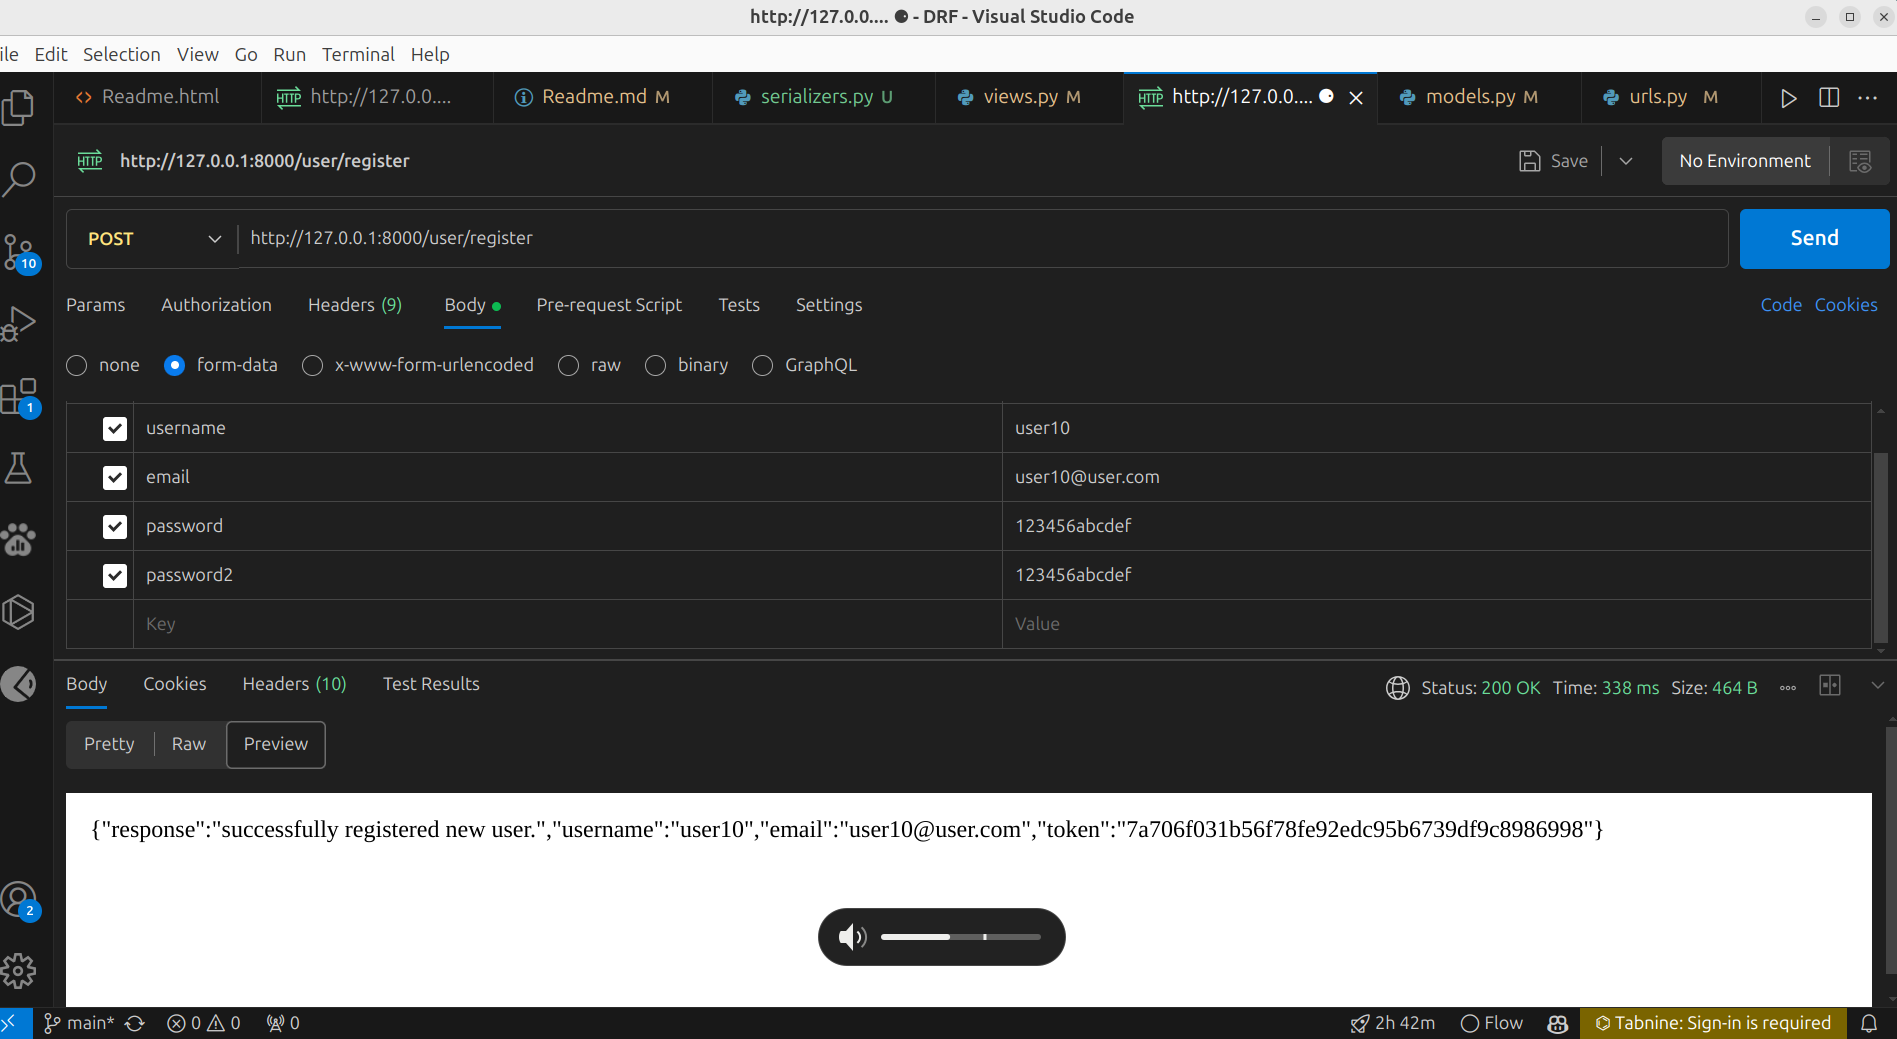 http://127.0.0.... ● - DRF - Visual Studio Code
ile Edit Selection View Go Run Terminal Help
Readme.html
HTTP http://127.0.0....
Readme.md M
serializers.py U
views.py M
HTTP http://127.0.0....
models.py M
urls.py M
HTTP http://127.0.0.1:8000/user/register
Save
No Environment
POST http://127.0.0.1:8000/user/register
Send
Params Authorization Headers (9) Body Pre-request Script Tests Settings
Code Cookies
none form-data x-www-form-urlencoded raw binary GraphQL
username user10
email user10@user.com
password 123456abcdef
password2 123456abcdef
Key Value
Body Cookies Headers (10) Test Results
Status: 200 OK Time: 338 ms Size: 464 B
Pretty Raw Preview
{"response":"successfully registered new user.","username":"user10","email":"user10@user.com","token":"7a706f031b56f78fe92edc95b6739df9c8986998"}
10
1
2
main* 0 0 0
2h 42m Flow Tabnine: Sign-in is required